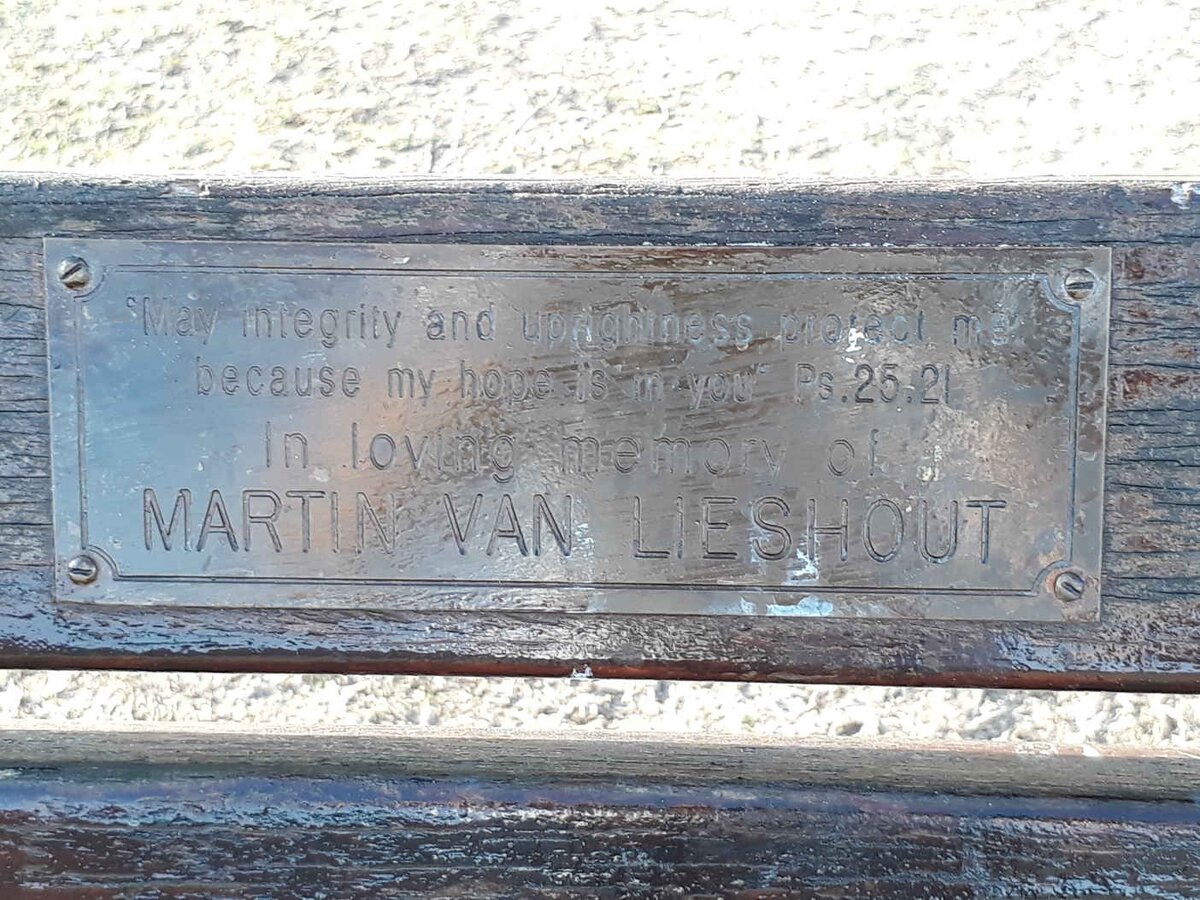 "May integrity and uprightness protect me,
because my hope is in you" Ps.25.21
In loving memory of
MARTIN VAN LIESHOUT